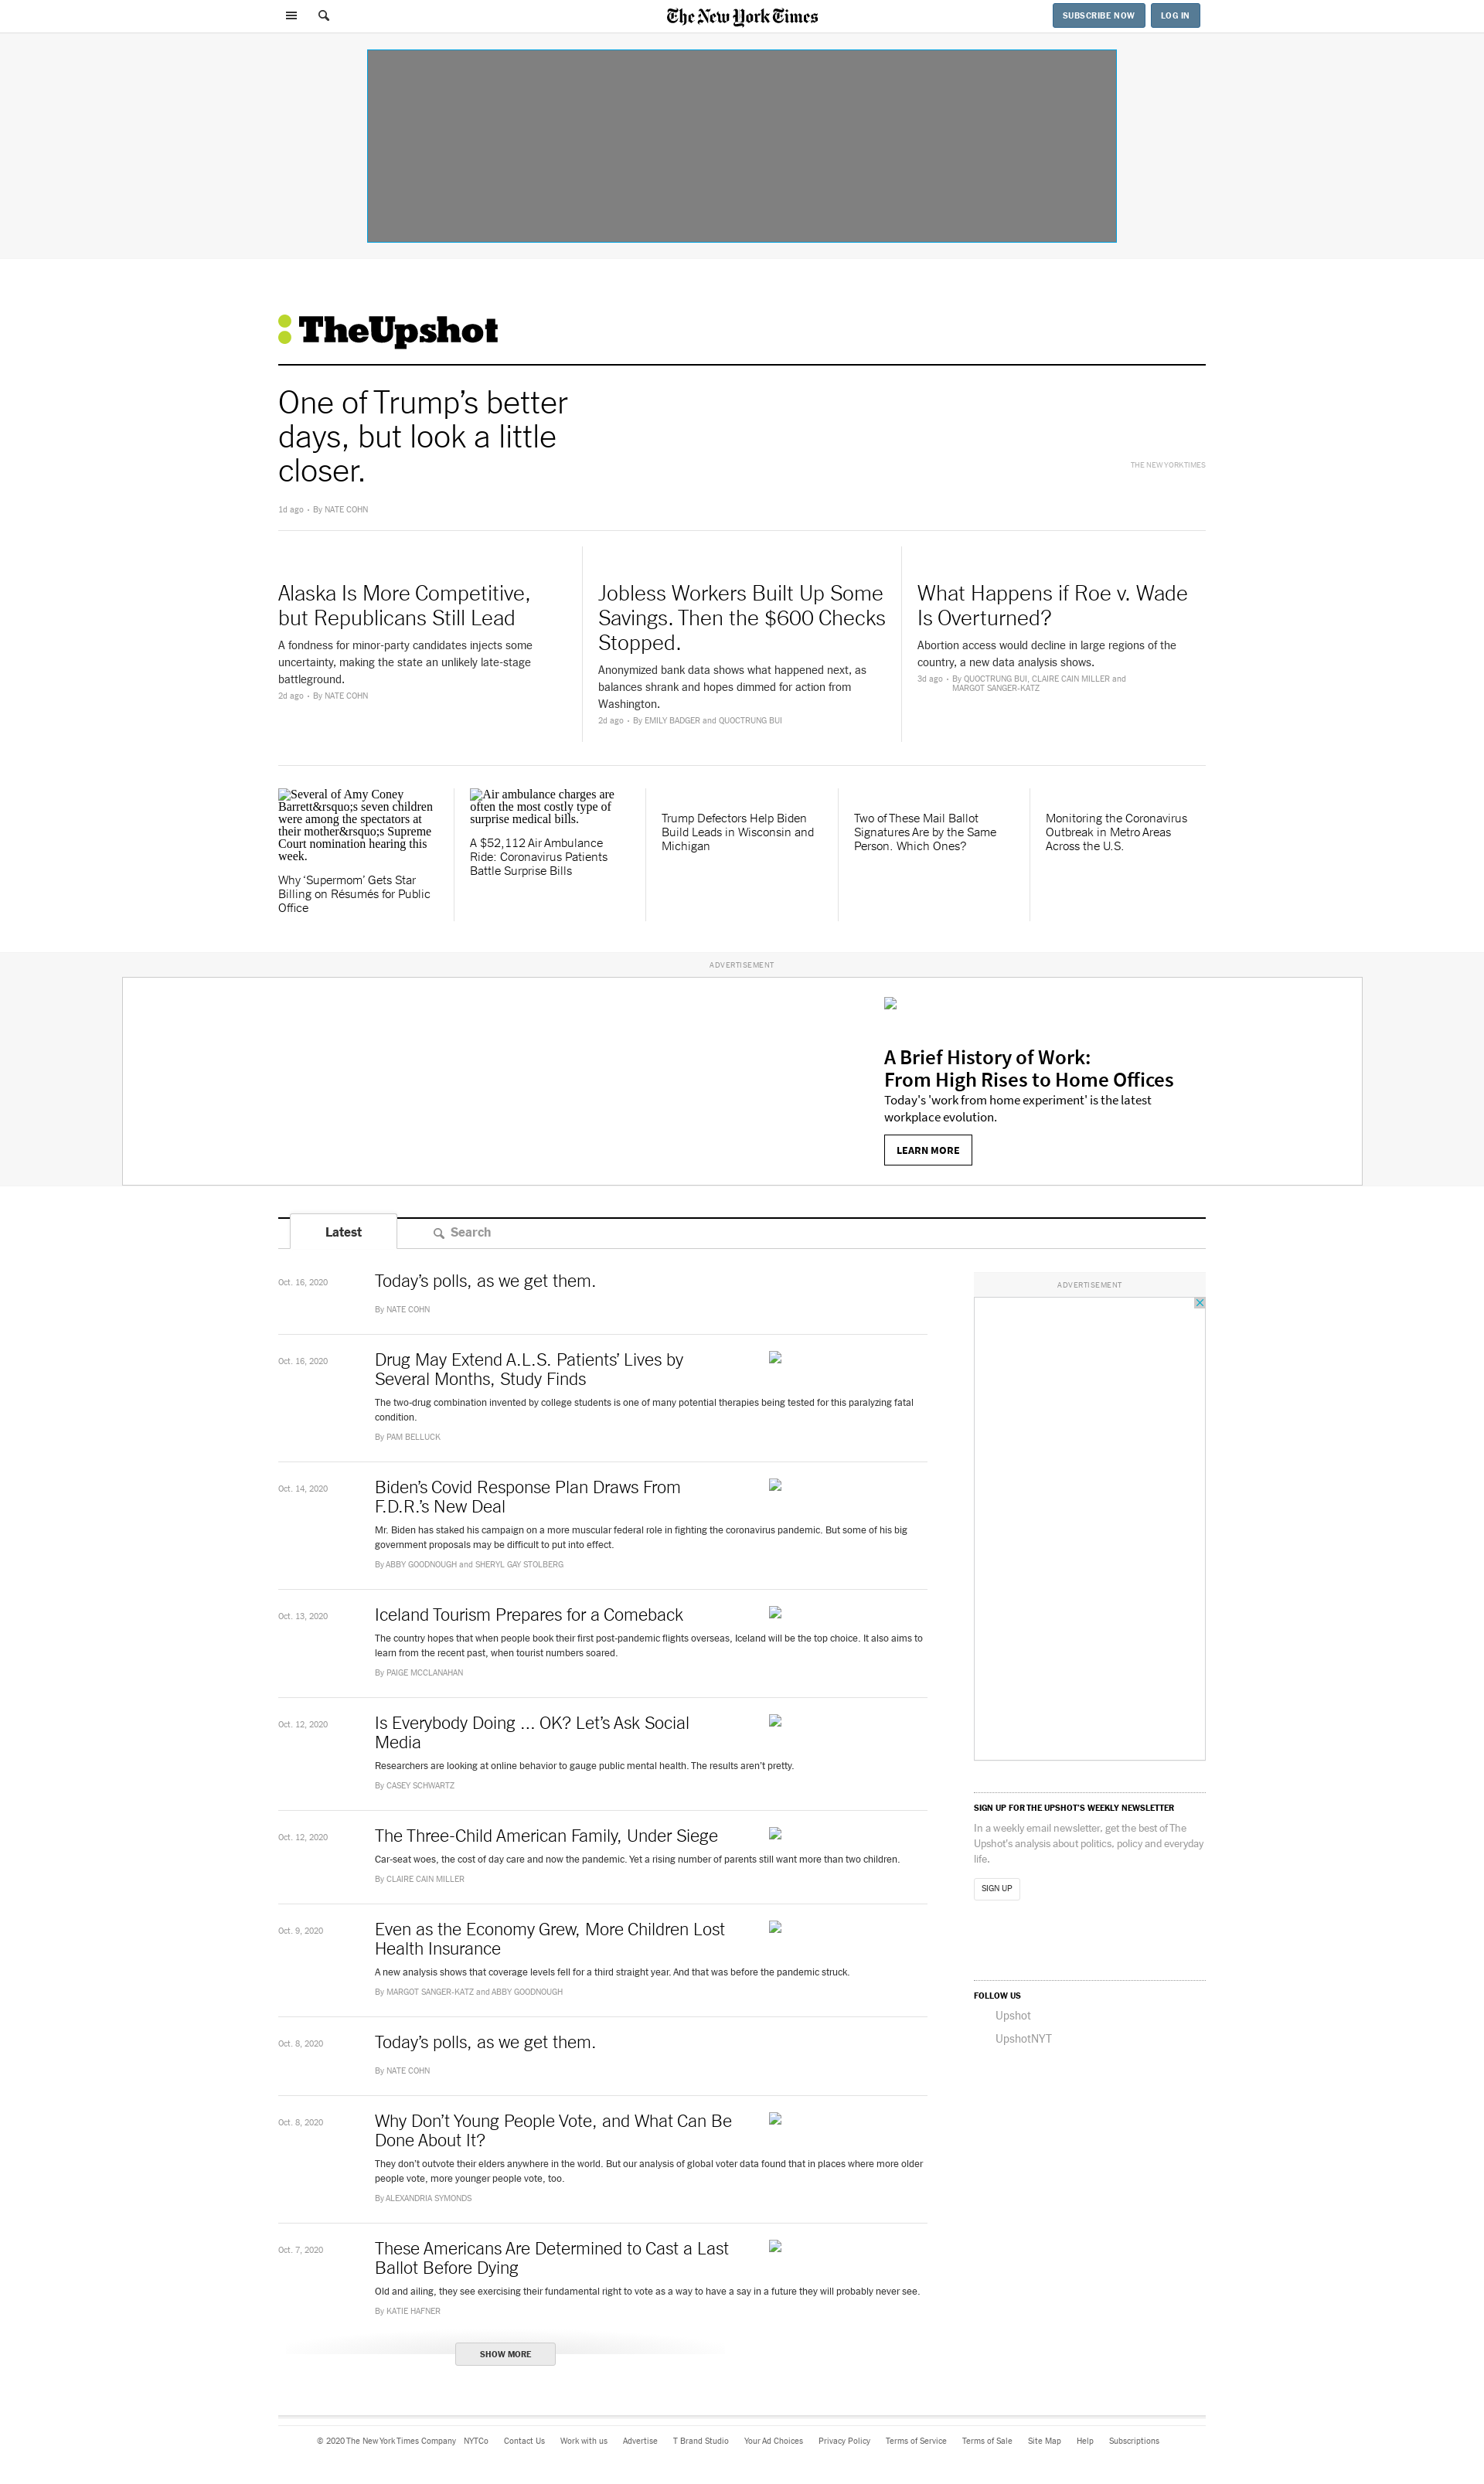 The New York Times
SUBSCRIBE NOW
LOG IN
TheUpshot
One of Trump’s better
days, but look a little
closer.
THE NEW YORK TIMES
1d ago • By NATE COHN
Alaska Is More Competitive,
but Republicans Still Lead
A fondness for minor-party candidates injects some
uncertainty, making the state an unlikely late-stage
battleground.
2d ago • By NATE COHN
Jobless Workers Built Up Some
Savings. Then the $600 Checks
Stopped.
Anonymized bank data shows what happened next, as
balances shrank and hopes dimmed for action from
Washington.
2d ago • By EMILY BADGER and QUOCTRUNG BUI
What Happens if Roe v. Wade
Is Overturned?
Abortion access would decline in large regions of the
country, a new data analysis shows.
3d ago • By QUOCTRUNG BUI, CLAIRE CAIN MILLER and
MARGOT SANGER-KATZ
Several of Amy Coney
Barrett&rsquo;s seven children
were among the spectators at
their mother&rsquo;s Supreme
Court nomination hearing this
week.
Why ‘Supermom’ Gets Star
Billing on Résumés for Public
Office
Air ambulance charges are
often the most costly type of
surprise medical bills.
A $52,112 Air Ambulance
Ride: Coronavirus Patients
Battle Surprise Bills
Trump Defectors Help Biden
Build Leads in Wisconsin and
Michigan
Two of These Mail Ballot
Signatures Are by the Same
Person. Which Ones?
Monitoring the Coronavirus
Outbreak in Metro Areas
Across the U.S.
ADVERTISEMENT
A Brief History of Work:
From High Rises to Home Offices
Today's 'work from home experiment' is the latest
workplace evolution.
LEARN MORE
Latest
Search
Oct. 16, 2020
Today’s polls, as we get them.
By NATE COHN
Oct. 16, 2020
Drug May Extend A.L.S. Patients’ Lives by
Several Months, Study Finds
The two-drug combination invented by college students is one of many potential therapies being tested for this paralyzing fatal
condition.
By PAM BELLUCK
Oct. 14, 2020
Biden’s Covid Response Plan Draws From
F.D.R.’s New Deal
Mr. Biden has staked his campaign on a more muscular federal role in fighting the coronavirus pandemic. But some of his big
government proposals may be difficult to put into effect.
By ABBY GOODNOUGH and SHERYL GAY STOLBERG
Oct. 13, 2020
Iceland Tourism Prepares for a Comeback
The country hopes that when people book their first post-pandemic flights overseas, Iceland will be the top choice. It also aims to
learn from the recent past, when tourist numbers soared.
By PAIGE MCCLANAHAN
Oct. 12, 2020
Is Everybody Doing ... OK? Let’s Ask Social
Media
Researchers are looking at online behavior to gauge public mental health. The results aren’t pretty.
By CASEY SCHWARTZ
Oct. 12, 2020
The Three-Child American Family, Under Siege
Car-seat woes, the cost of day care and now the pandemic. Yet a rising number of parents still want more than two children.
By CLAIRE CAIN MILLER
Oct. 9, 2020
Even as the Economy Grew, More Children Lost
Health Insurance
A new analysis shows that coverage levels fell for a third straight year. And that was before the pandemic struck.
By MARGOT SANGER-KATZ and ABBY GOODNOUGH
Oct. 8, 2020
Today’s polls, as we get them.
By NATE COHN
Oct. 8, 2020
Why Don’t Young People Vote, and What Can Be
Done About It?
They don’t outvote their elders anywhere in the world. But our analysis of global voter data found that in places where more older
people vote, more younger people vote, too.
By ALEXANDRIA SYMONDS
Oct. 7, 2020
These Americans Are Determined to Cast a Last
Ballot Before Dying
Old and ailing, they see exercising their fundamental right to vote as a way to have a say in a future they will probably never see.
By KATIE HAFNER
SHOW MORE
ADVERTISEMENT
SIGN UP FOR THE UPSHOT'S WEEKLY NEWSLETTER
In a weekly email newsletter, get the best of The
Upshot's analysis about politics, policy and everyday
life.
SIGN UP
FOLLOW US
Upshot
UpshotNYT
© 2020 The New York Times Company NYTCo Contact Us Work with us Advertise T Brand Studio Your Ad Choices Privacy Policy Terms of Service Terms of Sale Site Map Help Subscriptions